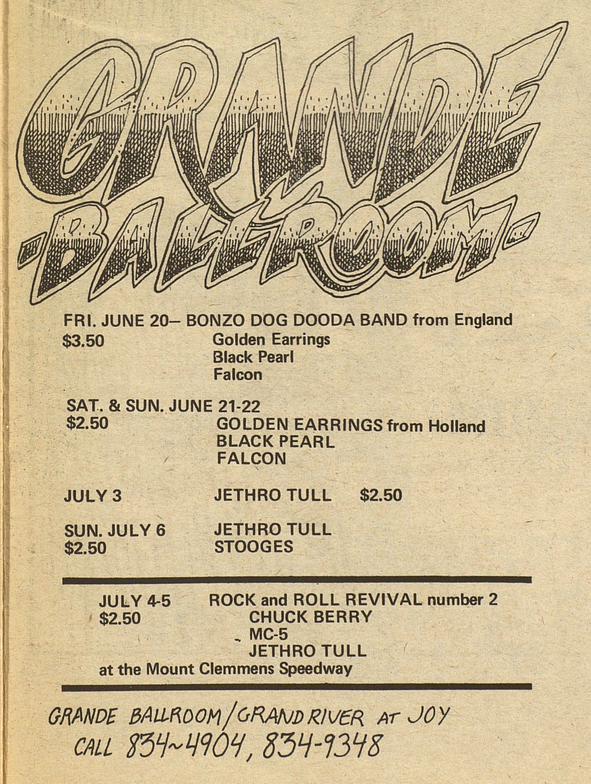 GRANDE
-BALLROOM-
FRI. JUNE 20— BONZO DOG DOODA BAND from England
$3.50 Golden Earrings
Black Pearl
Falcon
SAT. & SUN. JUNE 21-22
$2.50 GOLDEN EARRINGS from Holland
BLACK PEARL
FALCON
JULY 3 JETHRO TULL $2.50
SUN. JULY 6 JETHRO TULL
$2.50 STOOGES
JULY 4-5 ROCK and ROLL REVIVAL number 2
$2.50 CHUCK BERRY
MC-5
JETHRO TULL
at the Mount Clemmens Speedway
GRANDE BALLROOM/GRAND RIVER AT JOY
CALL 834~4904, 834-9348